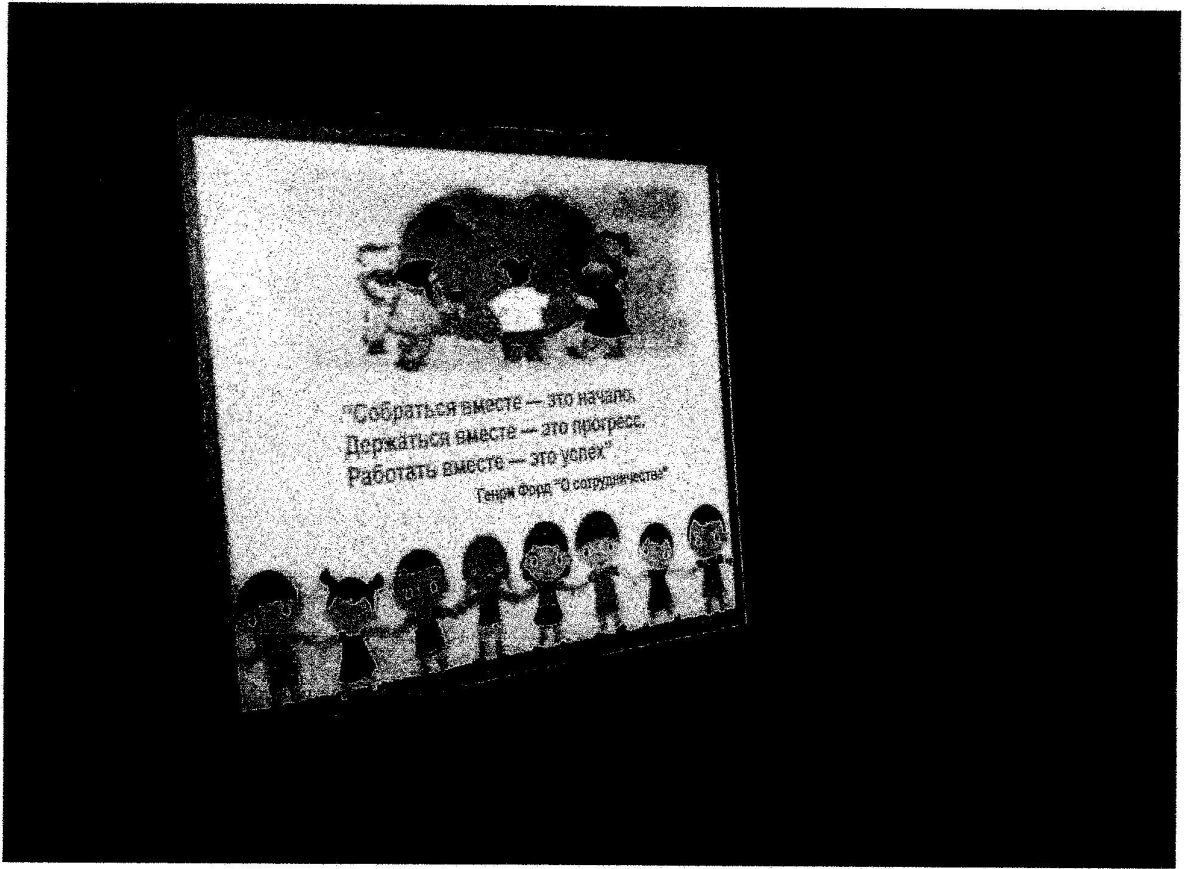 "Собраться вместе — это начало.
Держаться вместе — это прогресс.
Работать вместе — это успех"
Генри Форд "О сотрудничестве"